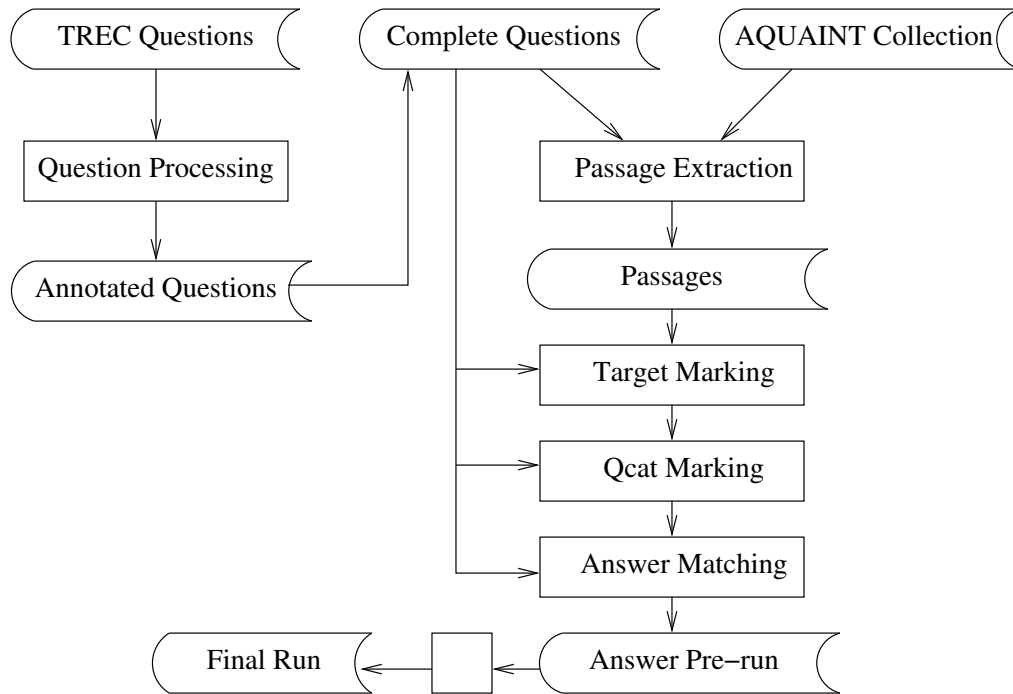 TREC Questions
Complete Questions
AQUAINT Collection
Question Processing
Passage Extraction
Annotated Questions
Passages
Target Marking
Qcat Marking
Answer Matching
Final Run
Answer Pre−run